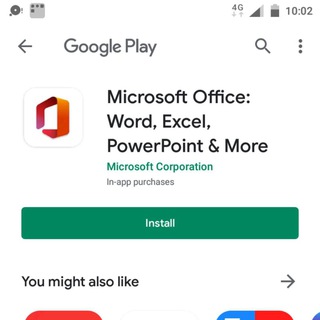 4G 10:02
Google Play
Microsoft Office:
Word, Excel,
PowerPoint & More
Microsoft Corporation
In-app purchases
Install
You might also like